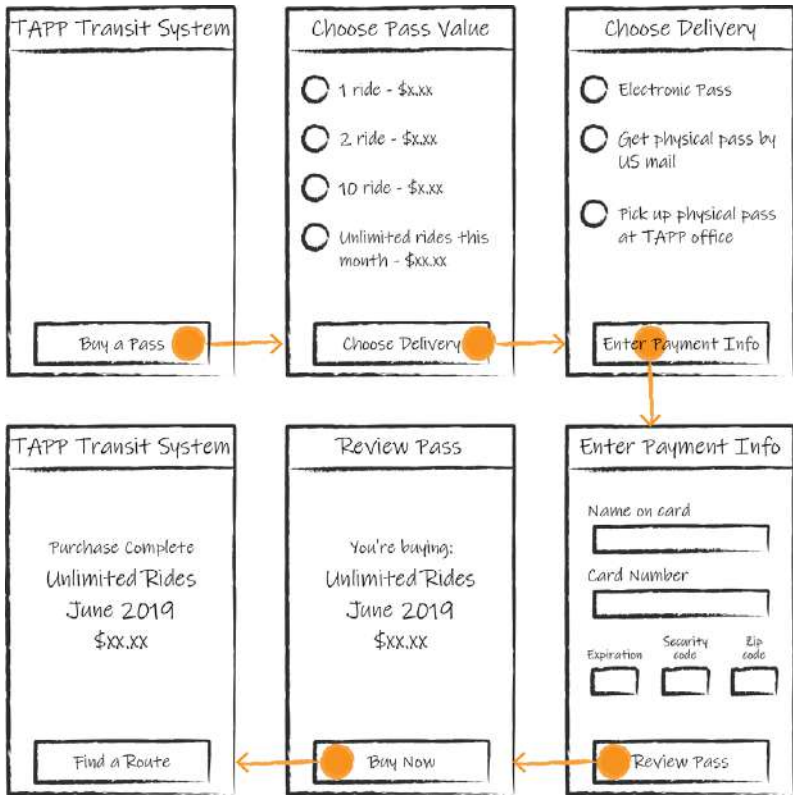 TAPP Transit System
Buy a Pass
Choose Pass Value
1 ride - $x.xx
2 ride - $x.xx
10 ride - $x.xx
Unlimited rides this
month - $xx.xx
Choose Delivery
Choose Delivery
Electronic Pass
Get physical pass by
US mail
Pick up physical pass
at TAPP office
Enter Payment Info
Enter Payment Info
Name on card
Card Number
Expiration
Security
code
Zip
code
Review Pass
Review Pass
You're buying:
Unlimited Rides
June 2019
$xx.xx
Buy Now
TAPP Transit System
Purchase Complete
Unlimited Rides
June 2019
$xx.xx
Find a Route